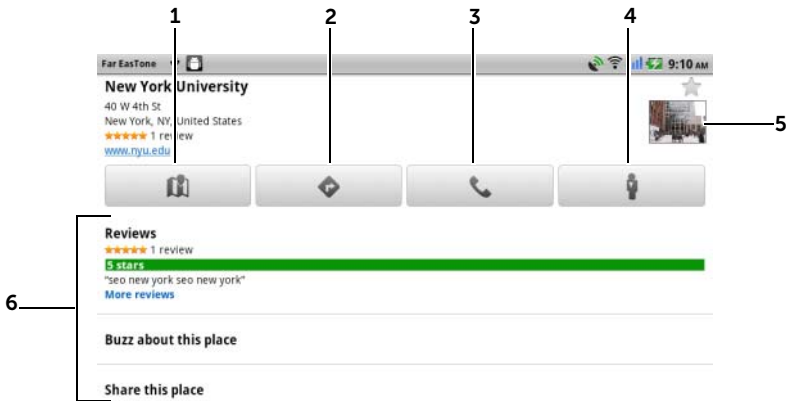 1 2 3 4
Far EasTone 9:10 AM
New York University
40 W 4th St
New York, NY, United States
1 review
www.nyu.edu
5
Reviews
1 review
5 stars
"seo new york seo new york"
More reviews
6
Buzz about this place
Share this place